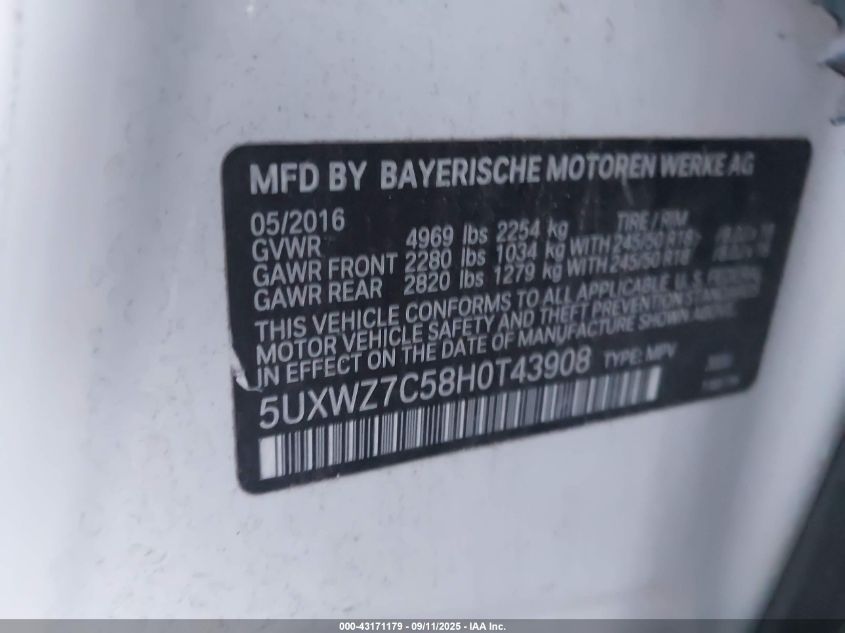 MFD BY BAYERISCHE MOTOREN WERKE AG
05/2016 TIRE / RIM
GVWR 4969 lbs 2254 kg
GAWR FRONT 2280 lbs 1034 kg WITH 245/50 R18
GAWR REAR 2820 lbs 1279 kg WITH 245/50 R18
THIS VEHICLE CONFORMS TO ALL APPLICABLE U.S. FEDERAL
MOTOR VEHICLE SAFETY AND THEFT PREVENTION STANDARDS
IN EFFECT ON THE DATE OF MANUFACTURE SHOWN ABOVE.
5UXWZ7C58H0T43908 TYPE: MPV
000-43171179 - 09/11/2025 - IAA Inc.